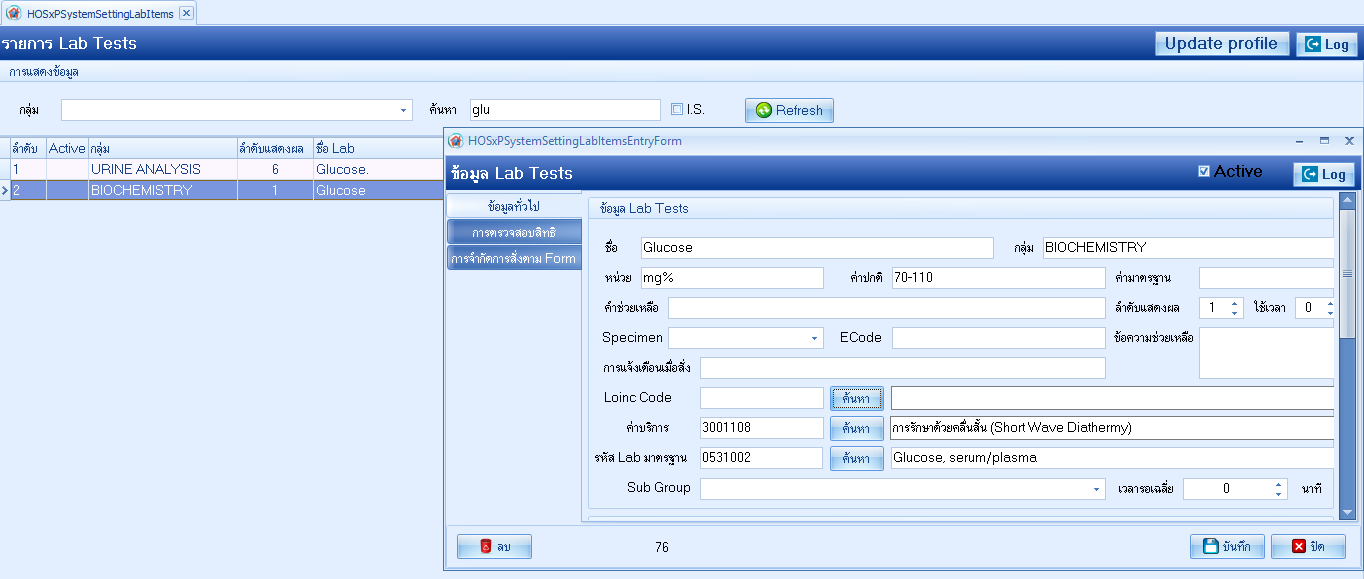 HOSxPSystemSettingLabItems
รายการ Lab Tests Update profile Log
การแสดงข้อมูล
กลุ่ม ค้นหา glu I.S. Refresh
ลำดับ Active กลุ่ม ลำดับแสดงผล ชื่อ Lab
1 URINE ANALYSIS 6 Glucose.
2 BIOCHEMISTRY 1 Glucose
HOSxPSystemSettingLabItemsEntryForm
ข้อมูล Lab Tests Active Log
ข้อมูลทั่วไป
การตรวจสอบสิทธิ
การจำกัดการสั่งตาม Form
ข้อมูล Lab Tests
ชื่อ Glucose กลุ่ม BIOCHEMISTRY
หน่วย mg% ค่าปกติ 70-110 ค่ามาตรฐาน
คำช่วยเหลือ ลำดับแสดงผล 1 ใช้เวลา 0
Specimen ECode ข้อความช่วยเหลือ
การแจ้งเตือนเมื่อสั่ง
Loinc Code ค้นหา
ค่าบริการ 3001108 ค้นหา การรักษาด้วยคลื่นสั้น (Short Wave Diathermy)
รหัส Lab มาตรฐาน 0531002 ค้นหา Glucose, serum/plasma
Sub Group เวลารอเฉลี่ย 0 นาที
ลบ 76 บันทึก ปิด